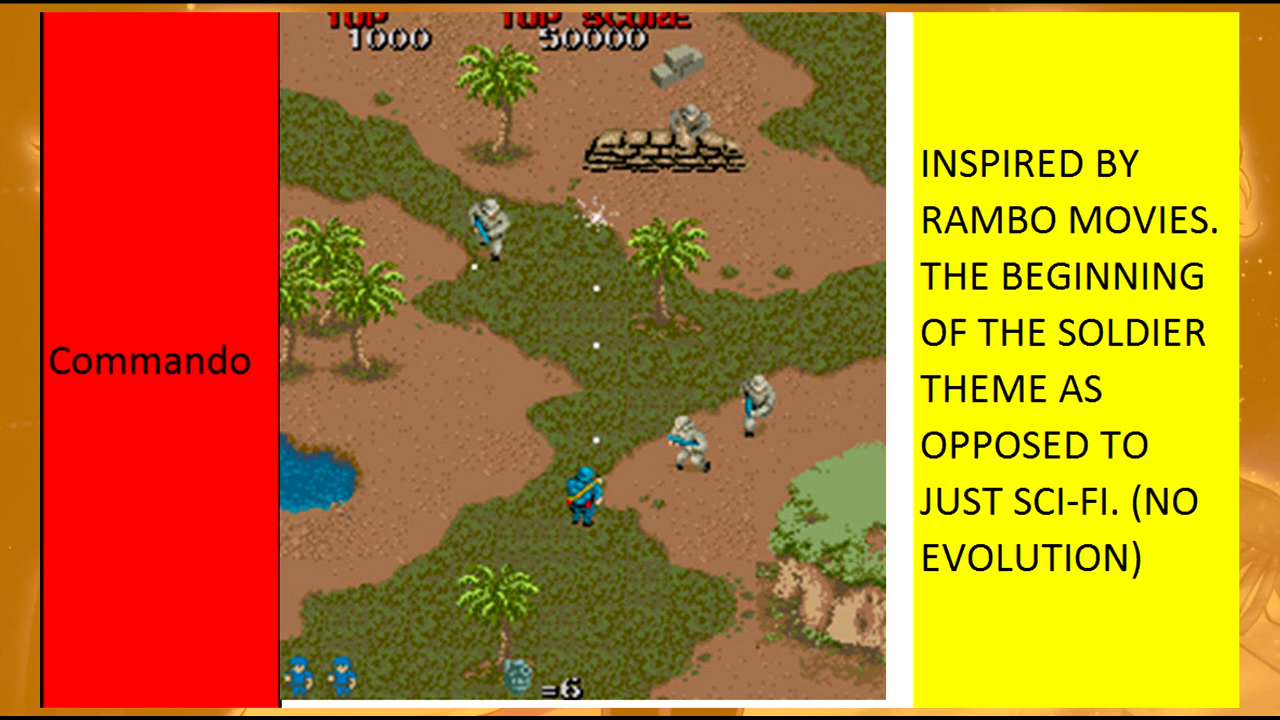 Commando
1UP TOP SCORE
1000 50000
=6
INSPIRED BY
RAMBO MOVIES.
THE BEGINNING
OF THE SOLDIER
THEME AS
OPPOSED TO
JUST SCI-FI. (NO
EVOLUTION)